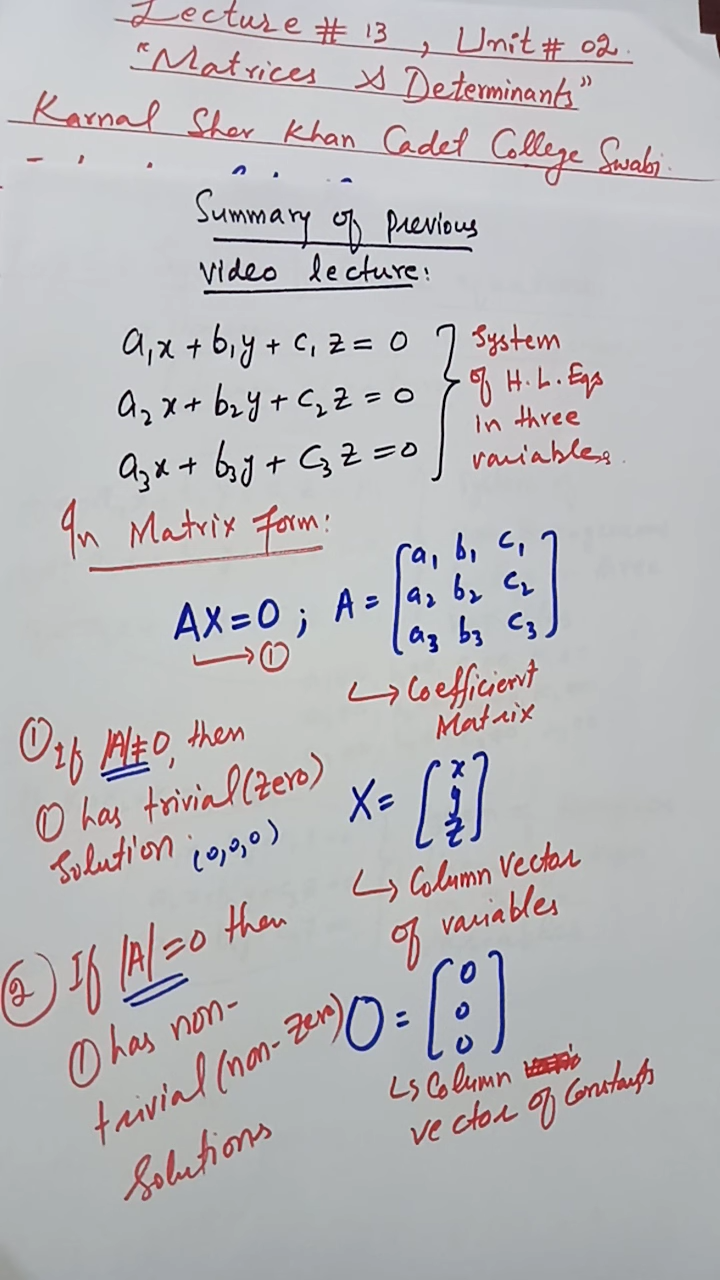 Lecture # 13, Unit # 02.
"Matrices & Determinants"
Karnal Sher Khan Cadet College Swabi.
Summary of previous
video lecture:
a₁x + b₁y + c₁z = 0
a₂x + b₂y + c₂z = 0
a₃x + b₃y + c₃z = 0
System
of H.L. Eqs
in three
variables.
In Matrix form:
AX = 0 ; A =
a₁ b₁ c₁
a₂ b₂ c₂
a₃ b₃ c₃
→ ①
↳ Coefficient
Matrix
① If |A| ≠ 0, then
① has trivial (zero)
Solution (0,0,0)
X = [x
y
z]
↳ Column Vector
of variables
② If |A| = 0 then
① has non-
trivial (non-zero)
Solutions
O = [0
0
0]
↳ Column
vector of Constants